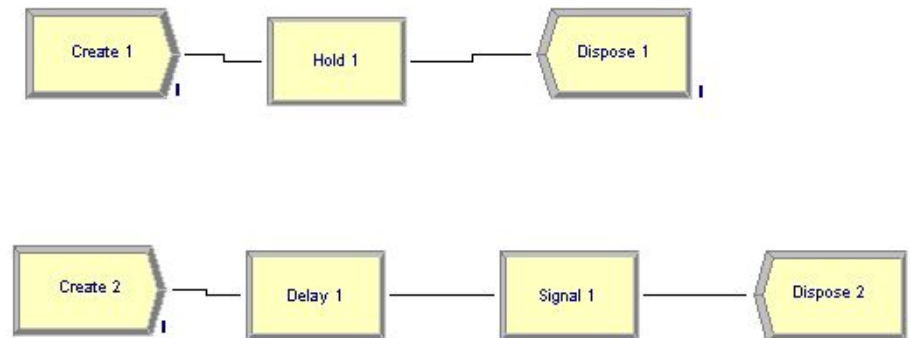 Create 1
Hold 1
Dispose 1
Create 2
Delay 1
Signal 1
Dispose 2